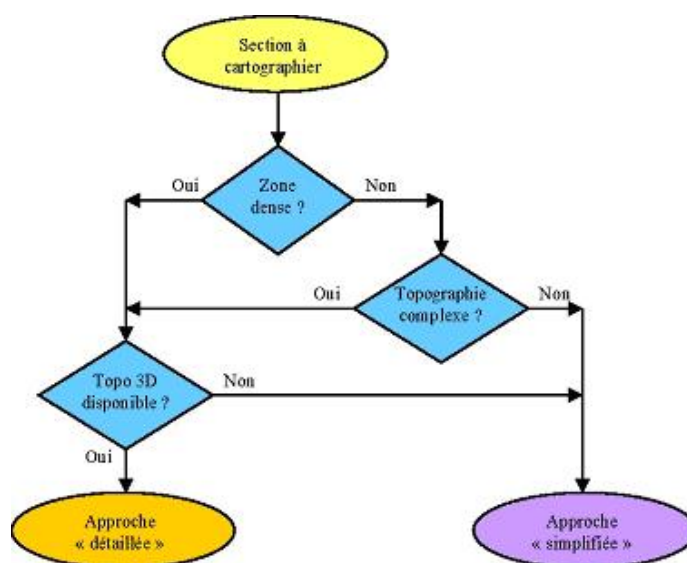 Section à
cartographier
Oui
Zone
dense ?
Non
Oui
Topographie
complexe ?
Non
Topo 3D
disponible ?
Non
Oui
Approche
« détaillée »
Approche
« simplifiée »